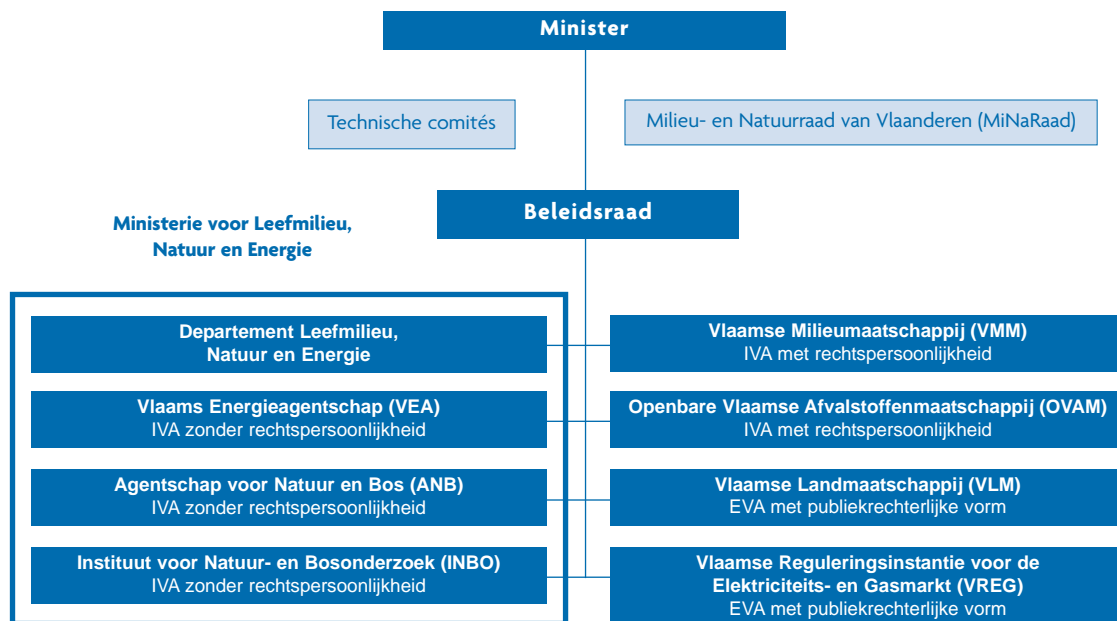 Minister
Technische comités
Milieu- en Natuurraad van Vlaanderen (MiNaRaad)
Beleidsraad
Ministerie voor Leefmilieu,
Natuur en Energie
Departement Leefmilieu,
Natuur en Energie
Vlaamse Milieumaatschappij (VMM)
IVA met rechtspersoonlijkheid
Vlaams Energieagentschap (VEA)
IVA zonder rechtspersoonlijkheid
Openbare Vlaamse Afvalstoffenmaatschappij (OVAM)
IVA met rechtspersoonlijkheid
Agentschap voor Natuur en Bos (ANB)
IVA zonder rechtspersoonlijkheid
Vlaamse Landmaatschappij (VLM)
EVA met publiekrechterlijke vorm
Instituut voor Natuur- en Bosonderzoek (INBO)
IVA zonder rechtspersoonlijkheid
Vlaamse Reguleringsinstantie voor de
Elektriciteits- en Gasmarkt (VREG)
EVA met publiekrechterlijke vorm